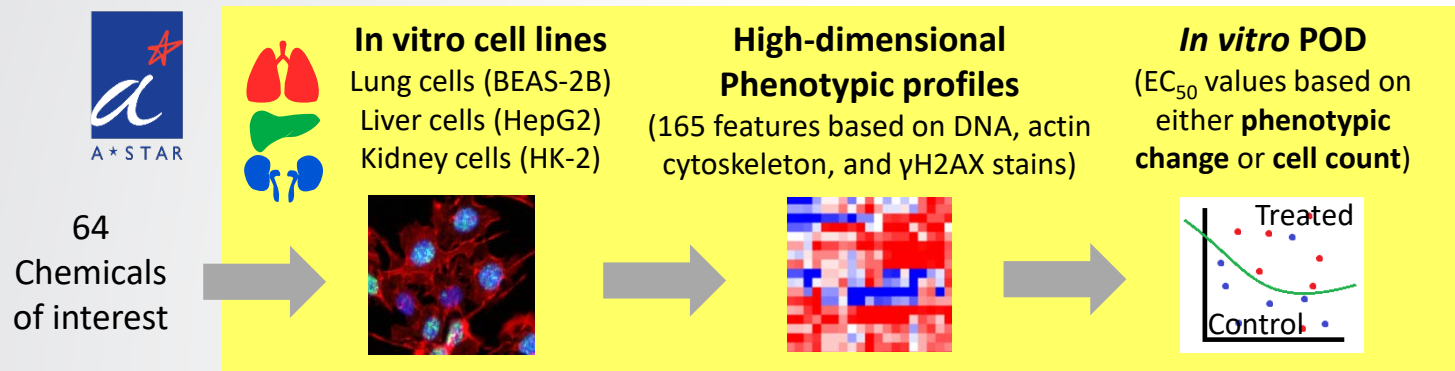 A★STAR
64
Chemicals
of interest
In vitro cell lines
Lung cells (BEAS-2B)
Liver cells (HepG2)
Kidney cells (HK-2)
High-dimensional
Phenotypic profiles
(165 features based on DNA, actin
cytoskeleton, and γH2AX stains)
In vitro POD
(EC50 values based on
either phenotypic
change or cell count)
Treated
Control